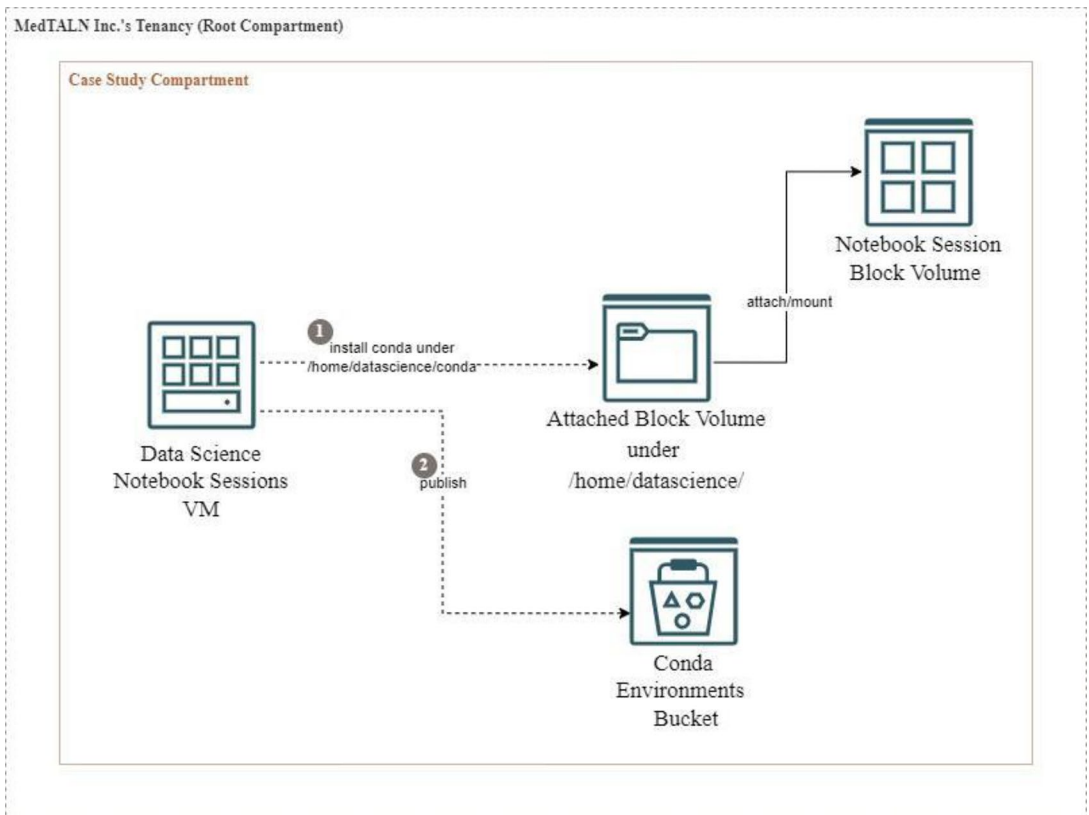 MedTALN Inc.'s Tenancy (Root Compartment)
Case Study Compartment
Notebook Session
Block Volume
attach/mount
1
install conda under
/home/datascience/conda
Attached Block Volume
under
/home/datascience/
Data Science
Notebook Sessions
VM
2
publish
Conda
Environments
Bucket